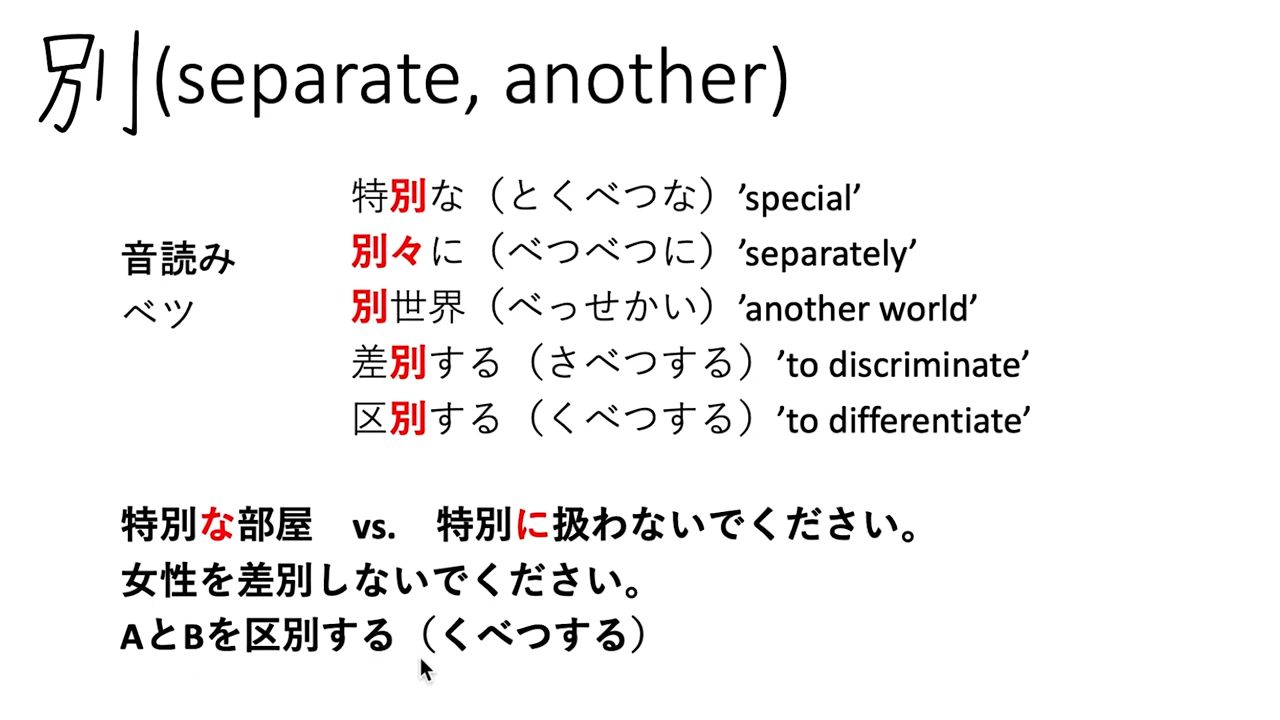 別(separate, another)
音読み
ベツ
特別な（とくべつな）’special’
別々に（べつべつに）’separately’
別世界（べっせかい）’another world’
差別する（さべつする）’to discriminate’
区別する（くべつする）’to differentiate’
特別な部屋　vs.　特別に扱わないでください。
女性を差別しないでください。
AとBを区別する（くべつする）